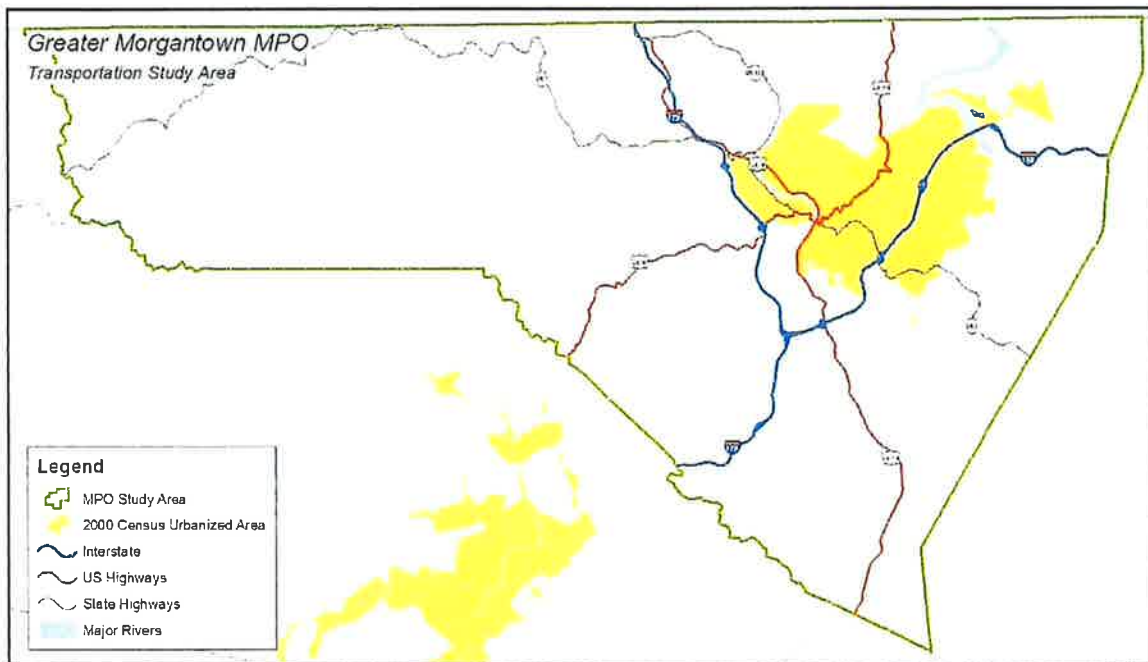 Greater Morgantown MPO
Transportation Study Area
Legend
MPO Study Area
2000 Census Urbanized Area
Interstate
US Highways
State Highways
Major Rivers